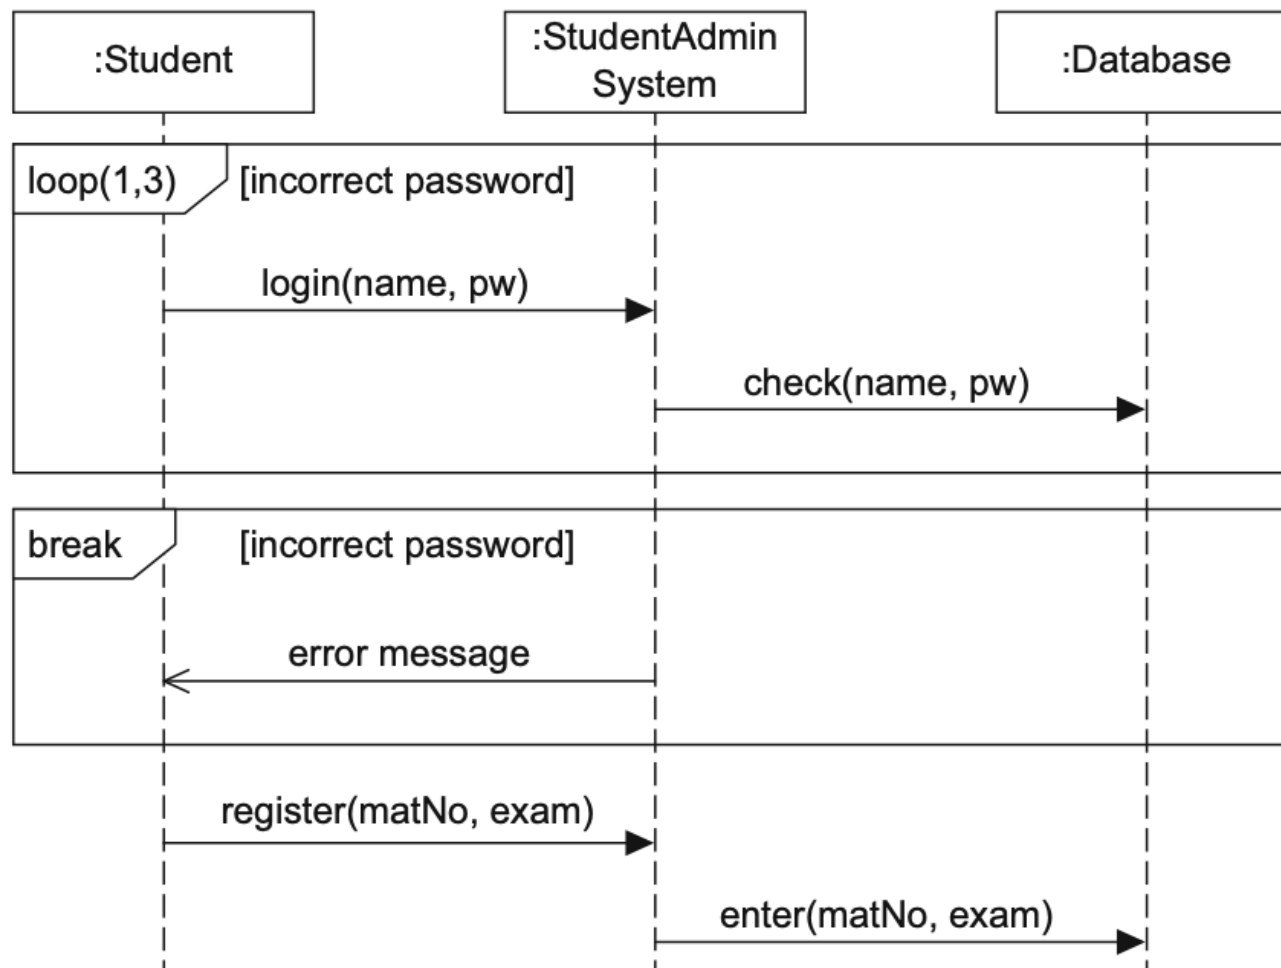 :Student
:StudentAdmin
System
:Database
loop(1,3)
[incorrect password]
login(name, pw)
check(name, pw)
break
[incorrect password]
error message
register(matNo, exam)
enter(matNo, exam)